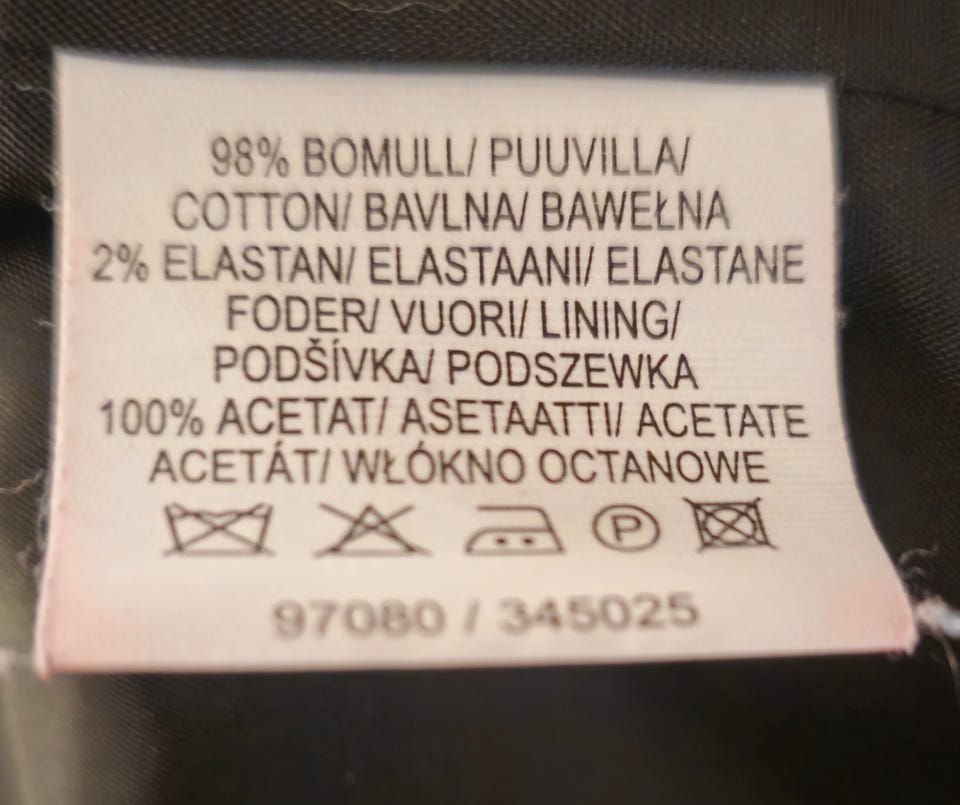 98% BOMULL/ PUUVILLA/
COTTON/ BAVLNA/ BAWEŁNA
2% ELASTAN/ ELASTAANI/ ELASTANE
FODER/ VUORI/ LINING/
PODŠÍVKA/ PODSZEWKA
100% ACETAT/ ASETAATTI/ ACETATE
ACETÁT/ WŁÓKNO OCTANOWE
P
97080 / 345025